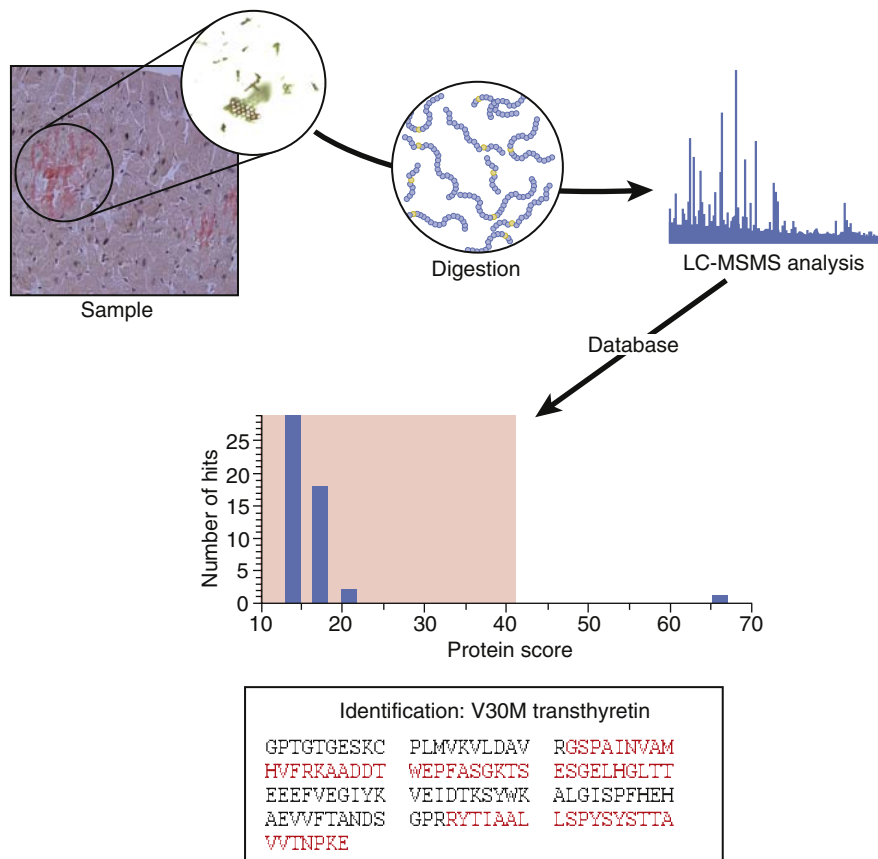 Sample
Digestion
LC-MSMS analysis
Database
Number of hits
25
20
15
10
5
0
10 20 30 40 50 60 70
Protein score
Identification: V30M transthyretin
GPTGTGESKC PLMVKVLDAV RGSPAINVAM
HVFRKAADDT WEPFASGKTS ESGELHGLTT
EEEFVEGIYK VEIDTKSYWK ALGISPFHEH
AEVVFTANDS GPRRYTIAAL LSPYSYSTTA
VVTNPKE